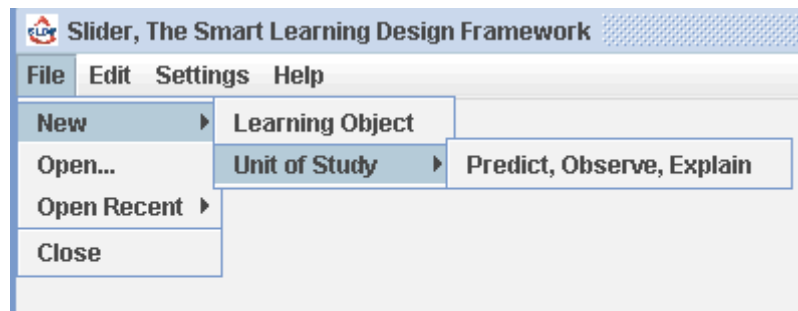 Slider, The Smart Learning Design Framework
File Edit Settings Help
New Learning Object
Open... Unit of Study Predict, Observe, Explain
Open Recent
Close